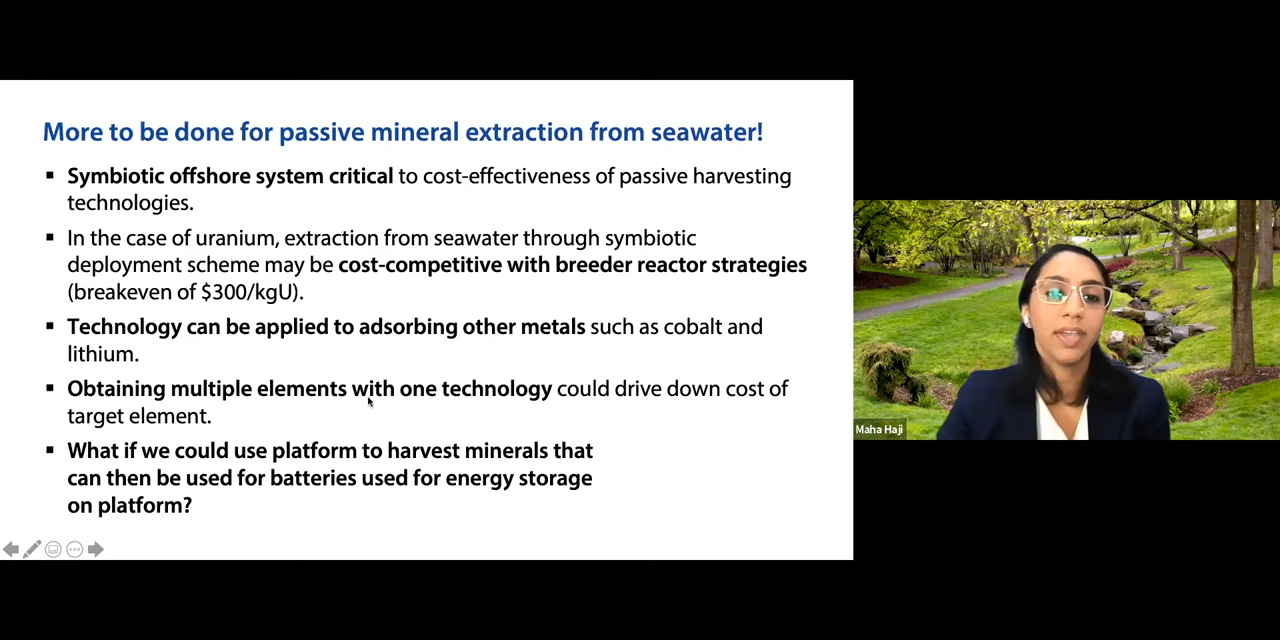 More to be done for passive mineral extraction from seawater!
▪ Symbiotic offshore system critical to cost-effectiveness of passive harvesting
technologies.
▪ In the case of uranium, extraction from seawater through symbiotic
deployment scheme may be cost-competitive with breeder reactor strategies
(breakeven of $300/kgU).
▪ Technology can be applied to adsorbing other metals such as cobalt and
lithium.
▪ Obtaining multiple elements with one technology could drive down cost of
target element.
▪ What if we could use platform to harvest minerals that
can then be used for batteries used for energy storage
on platform?
Maha Haji